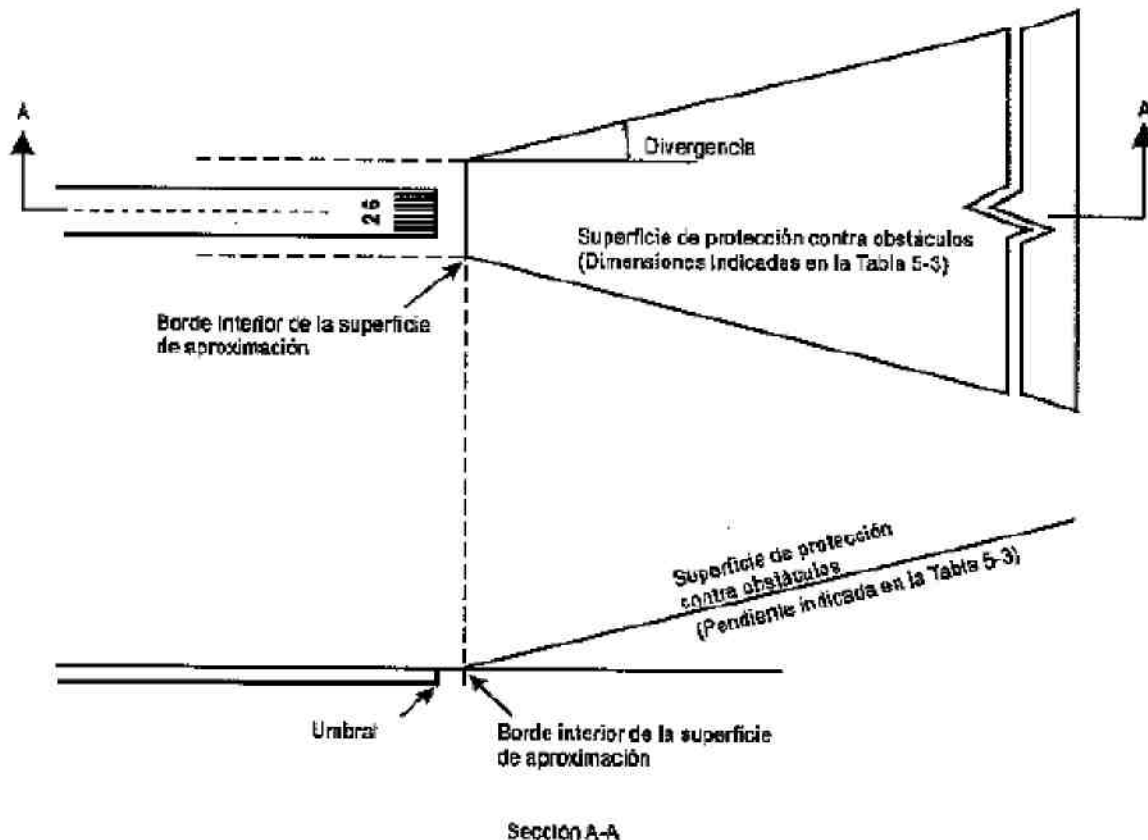 A
A
Divergencia
26
Superficie de protección contra obstáculos
(Dimensiones Indicadas en la Tabla 5-3)
Borde interior de la superficie
de aproximación
Superficie de protección
contra obstáculos
(Pendiente indicada en la Tabla 5-3)
Umbral
Borde interior de la superficie
de aproximación
Sección A-A